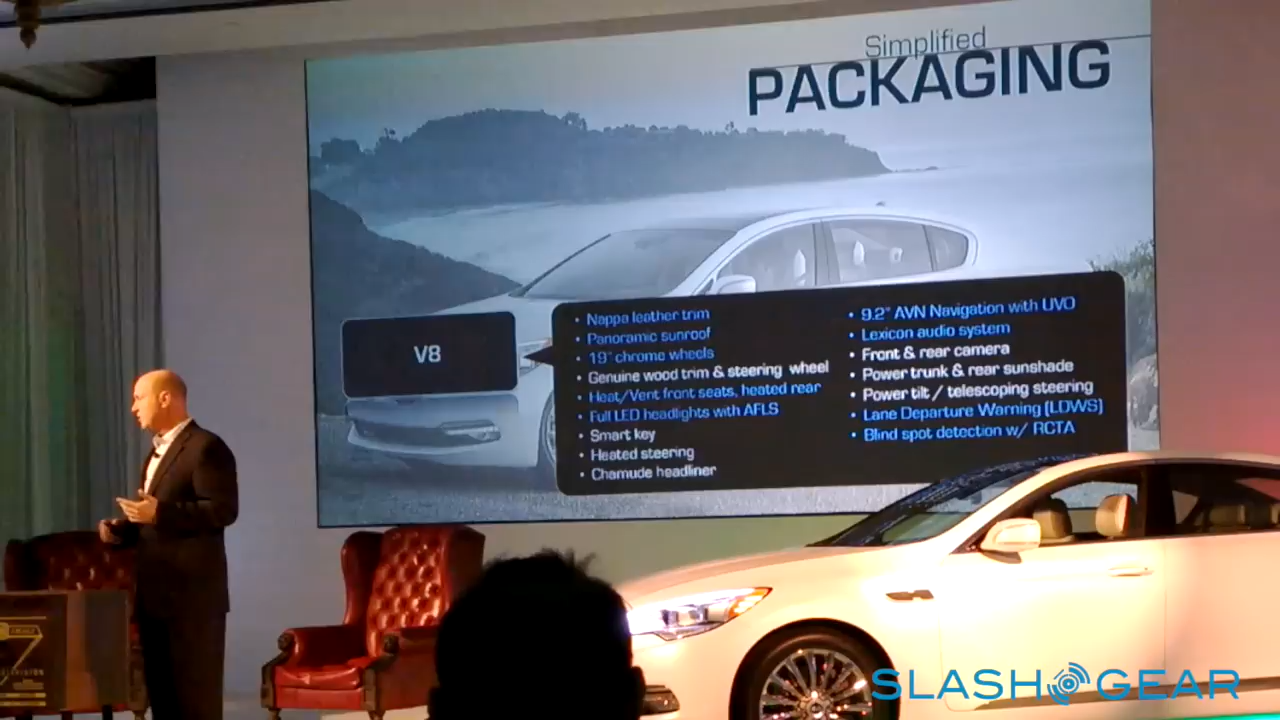 Simplified
PACKAGING
V8
• Nappa leather trim
• Panoramic sunroof
• 19" chrome wheels
• Genuine wood trim & steering wheel
• Heat/Vent front seats, heated rear
• Full LED headlights with AFLS
• Smart key
• Heated steering
• Chamude headliner
• 9.2" AVN Navigation with UVO
• Lexicon audio system
• Front & rear camera
• Power trunk & rear sunshade
• Power tilt / telescoping steering
• Lane Departure Warning (LDWS)
• Blind spot detection w/ RCTA
7
SLASHGEAR